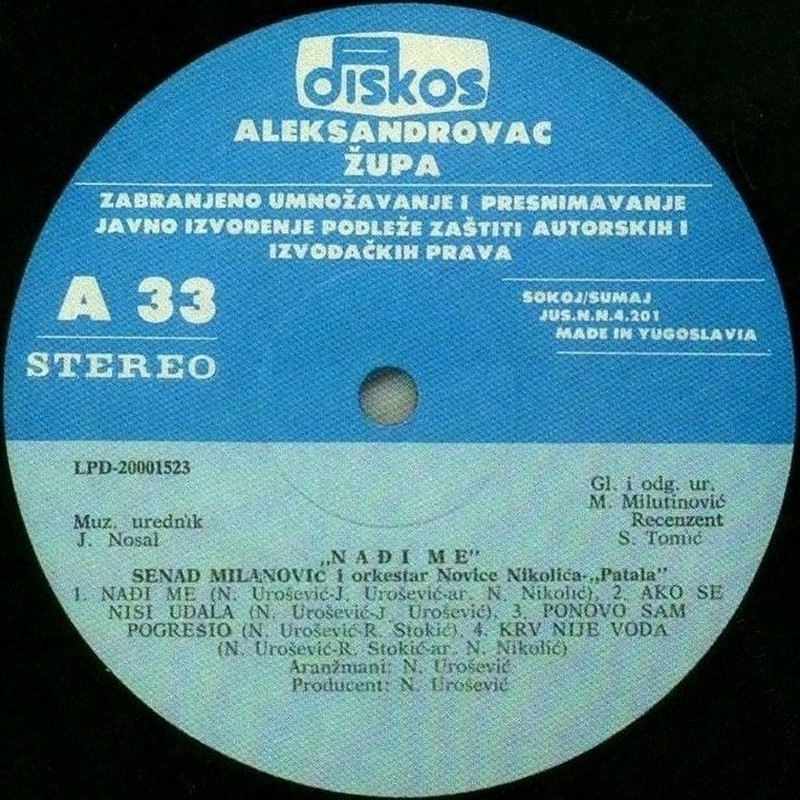 diskos
ALEKSANDROVAC
ŽUPA
ZABRANJENO UMNOŽAVANJE I PRESNIMAVANJE
JAVNO IZVOĐENJE PODLEŽE ZAŠTITI AUTORSKIH I
IZVOĐAČKIH PRAVA
A 33
STEREO
SOKOJ/SUMAJ
JUS.N.N.4.201
MADE IN YUGOSLAVIA
LPD-20001523
Muz. urednik
J. Nosal
Gl. i odg. ur.
M. Milutinović
Recenzent
S. Tomić
„NAĐI ME"
SENAD MILANOVIĆ i orkestar Novice Nikolića-„Patala"
1. NAĐI ME (N. Urošević-J. Urošević-ar. N. Nikolić), 2. AKO SE
NISI UDALA (N. Urošević-J. Urošević), 3. PONOVO SAM
POGREŠIO (N. Urošević-R. Stokić), 4. KRV NIJE VODA
(N. Urošević-R. Stokić-ar. N. Nikolić)
Aranžmani: N. Urošević
Producent: N. Urošević